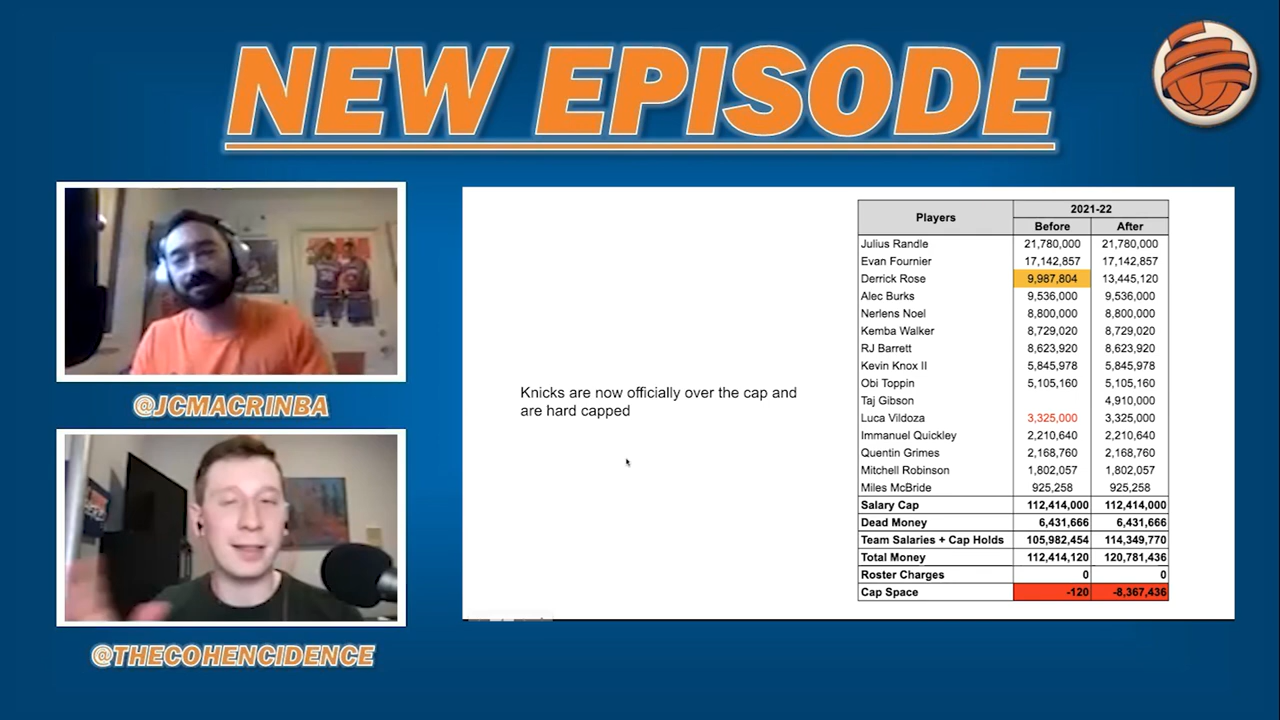 NEW EPISODE
@JCMACRINBA
@THECOHENCIDENCE
Knicks are now officially over the cap and
are hard capped
Players 2021-22
Before After
Julius Randle 21,780,000 21,780,000
Evan Fournier 17,142,857 17,142,857
Derrick Rose 9,987,804 13,445,120
Alec Burks 9,536,000 9,536,000
Nerlens Noel 8,800,000 8,800,000
Kemba Walker 8,729,020 8,729,020
RJ Barrett 8,623,920 8,623,920
Kevin Knox II 5,845,978 5,845,978
Obi Toppin 5,105,160 5,105,160
Taj Gibson 4,910,000
Luca Vildoza 3,325,000 3,325,000
Immanuel Quickley 2,210,640 2,210,640
Quentin Grimes 2,168,760 2,168,760
Mitchell Robinson 1,802,057 1,802,057
Miles McBride 925,258 925,258
Salary Cap 112,414,000 112,414,000
Dead Money 6,431,666 6,431,666
Team Salaries + Cap Holds 105,982,454 114,349,770
Total Money 112,414,120 120,781,436
Roster Charges 0 0
Cap Space -120 -8,367,436